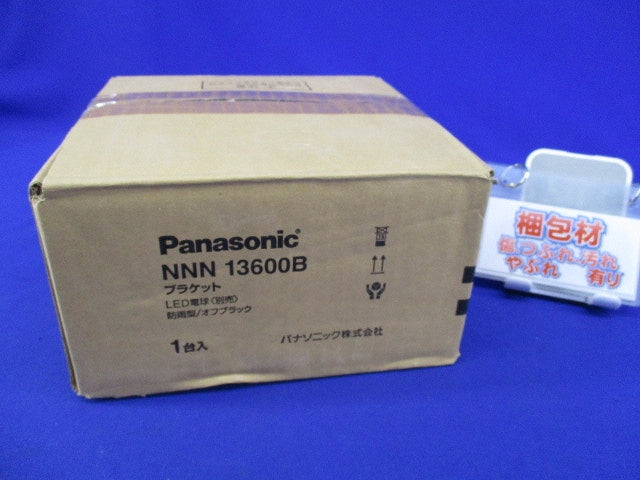 Panasonic
NNN 13600B
ブラケット
LED電球〈別売〉
防雨型/オフブラック
1台入
パナソニック株式会社
梱包材
傷つぶれ汚れ
やぶれ 有り